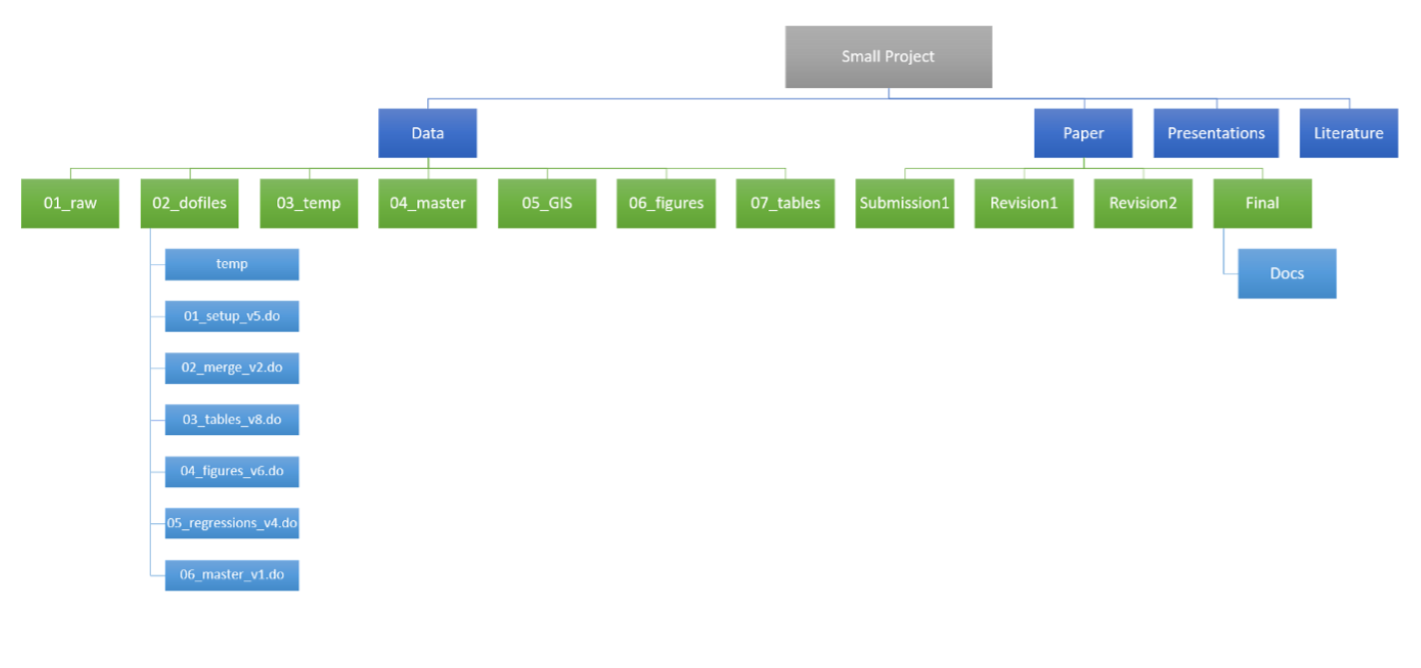 Small Project
Data
Paper
Presentations
Literature
01_raw
02_dofiles
03_temp
04_master
05_GIS
06_figures
07_tables
Submission1
Revision1
Revision2
Final
temp
01_setup_v5.do
02_merge_v2.do
03_tables_v8.do
04_figures_v6.do
05_regressions_v4.do
06_master_v1.do
Docs